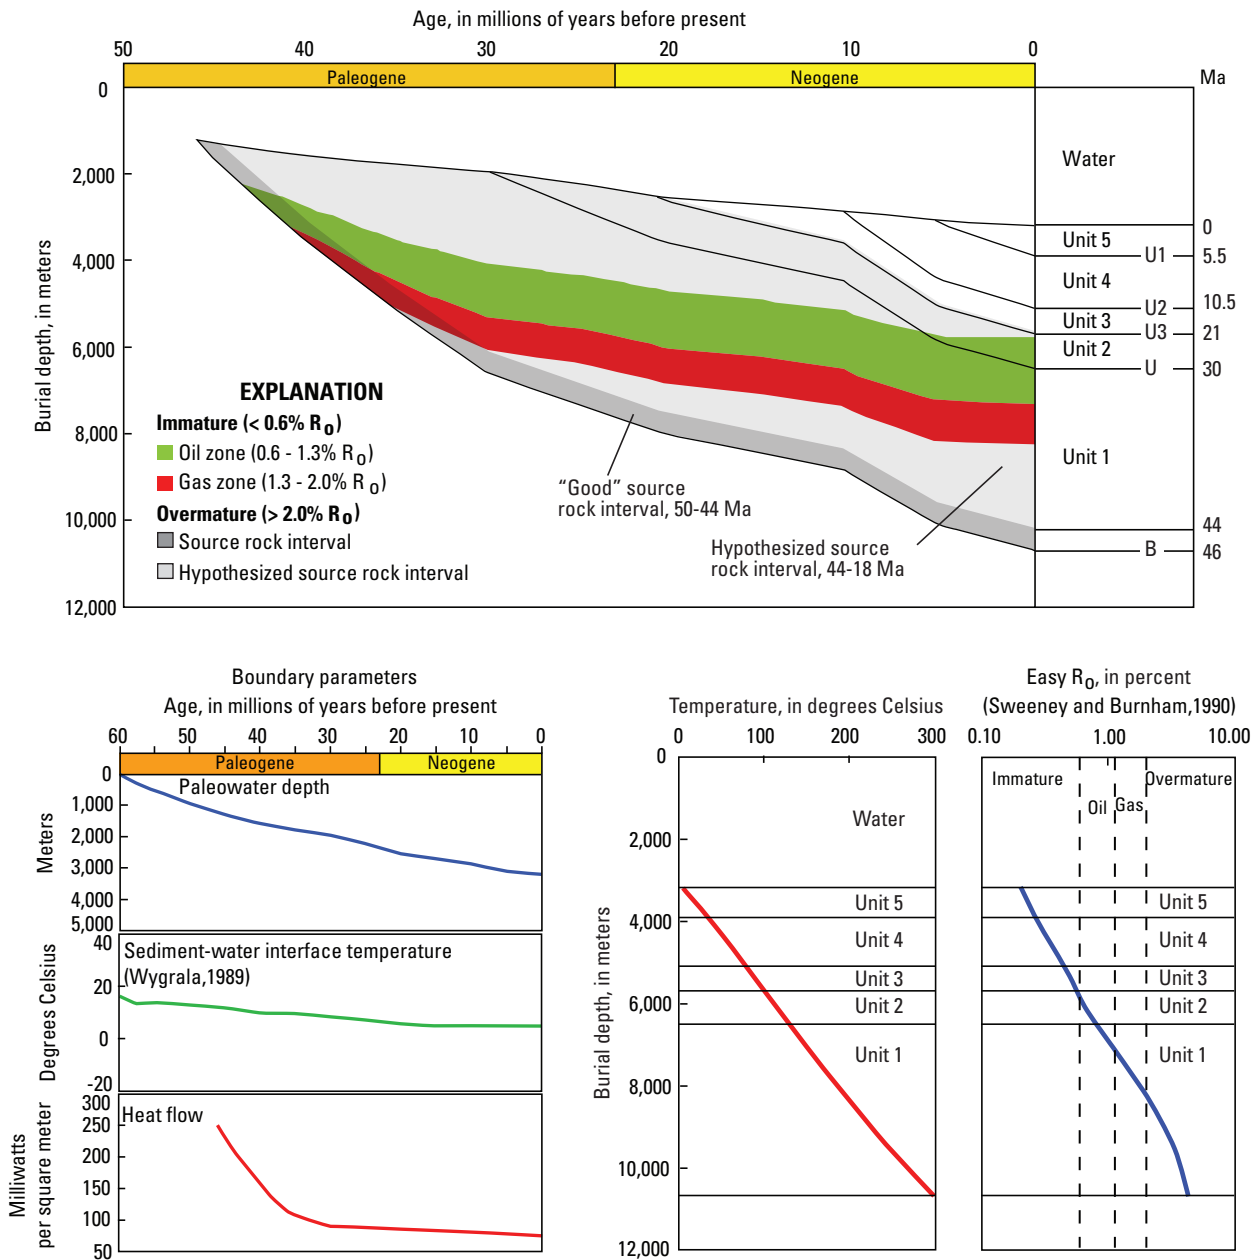 Age, in millions of years before present
50 40 30 20 10 0
Paleogene Neogene Ma
0
2,000
4,000
6,000
8,000
10,000
12,000
Burial depth, in meters
Water
0
Unit 5
U1 5.5
Unit 4
U2 10.5
Unit 3
U3 21
Unit 2
U 30
Unit 1
44
B 46
EXPLANATION
Immature (< 0.6% Ro)
Oil zone (0.6 - 1.3% Ro)
Gas zone (1.3 - 2.0% Ro)
Overmature (> 2.0% Ro)
Source rock interval
Hypothesized source rock interval
“Good” source
rock interval, 50-44 Ma
Hypothesized source
rock interval, 44-18 Ma
Boundary parameters
Age, in millions of years before present
60 50 40 30 20 10 0
Paleogene Neogene
Paleowater depth
0
1,000
2,000
3,000
4,000
5,000
Meters
Sediment-water interface temperature
(Wygrala,1989)
40
20
0
-20
Degrees Celsius
Heat flow
300
250
200
150
100
50
Milliwatts
per square meter
Temperature, in degrees Celsius
0 100 200 300
0
2,000
4,000
6,000
8,000
10,000
12,000
Burial depth, in meters
Water
Unit 5
Unit 4
Unit 3
Unit 2
Unit 1
Easy Ro, in percent
(Sweeney and Burnham,1990)
0.10 1.00 10.00
Immature Overmature
Oil Gas
Unit 5
Unit 4
Unit 3
Unit 2
Unit 1